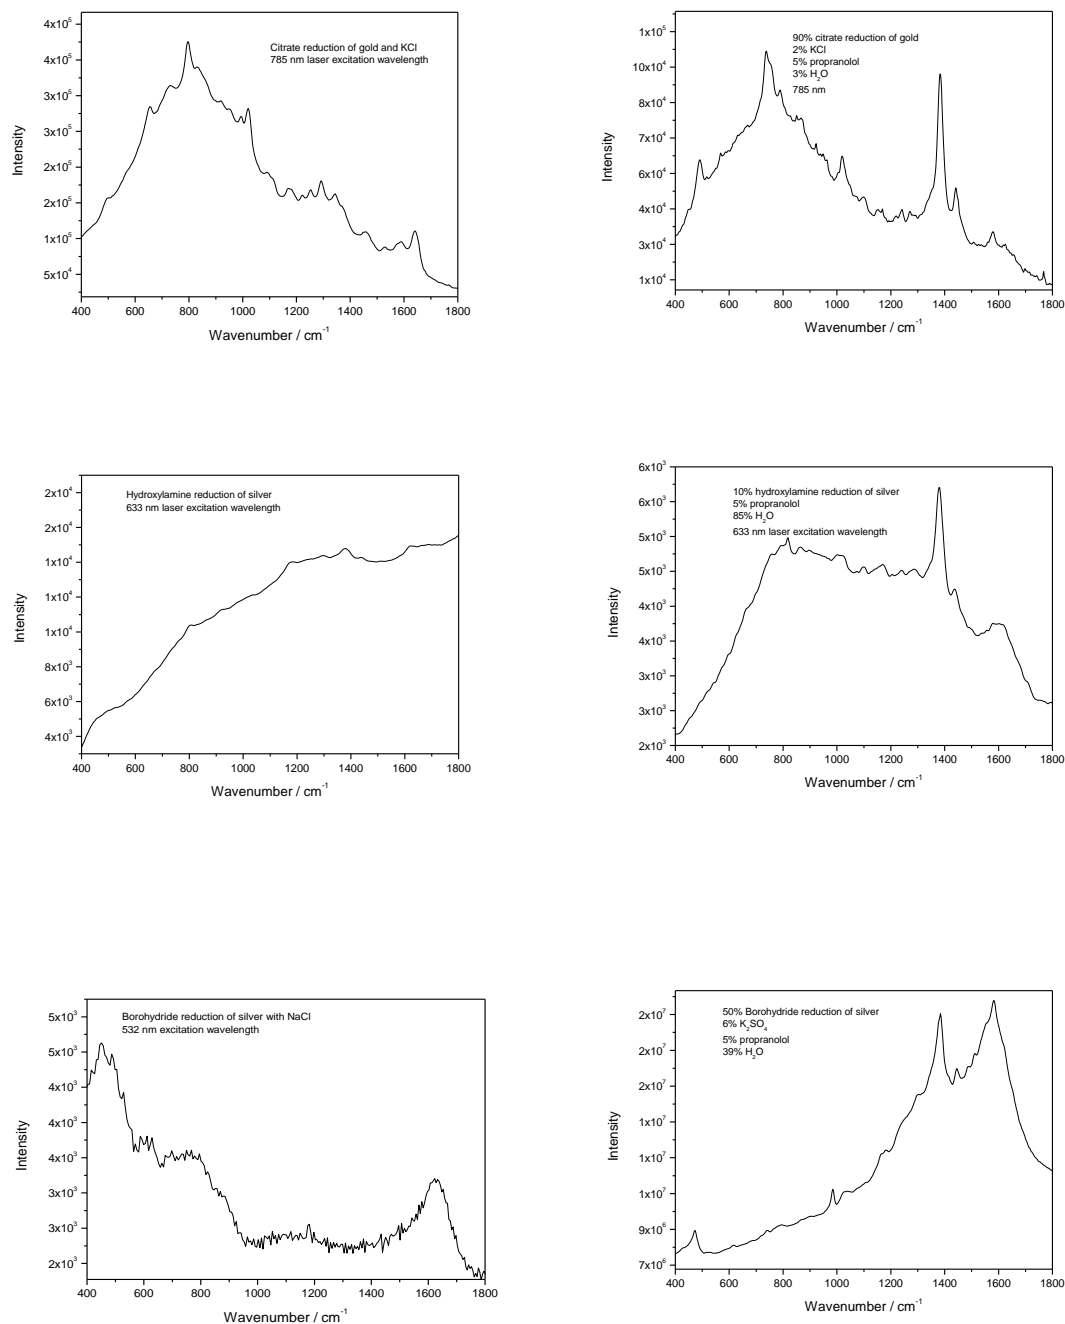 4x10⁵
4x10⁵
3x10⁵
3x10⁵
2x10⁵
2x10⁵
1x10⁵
5x10⁴
Intensity
Citrate reduction of gold and KCl
785 nm laser excitation wavelength
400 600 800 1000 1200 1400 1600 1800
Wavenumber / cm⁻¹
1x10⁵
10x10⁴
8x10⁴
7x10⁴
6x10⁴
4x10⁴
3x10⁴
1x10⁴
Intensity
90% citrate reduction of gold
2% KCl
5% propranolol
3% H₂O
785 nm
400 600 800 1000 1200 1400 1600 1800
Wavenumber / cm⁻¹
2x10⁴
2x10⁴
1x10⁴
1x10⁴
1x10⁴
8x10³
6x10³
4x10³
Intensity
Hydroxylamine reduction of silver
633 nm laser excitation wavelength
400 600 800 1000 1200 1400 1600 1800
Wavenumber / cm⁻¹
6x10³
6x10³
5x10³
5x10³
4x10³
4x10³
3x10³
3x10³
2x10³
Intensity
10% hydroxylamine reduction of silver
5% propranolol
85% H₂O
633 nm laser excitation wavelength
400 600 800 1000 1200 1400 1600 1800
Wavenumber / cm⁻¹
5x10³
5x10³
4x10³
4x10³
4x10³
3x10³
3x10³
2x10³
Intensity
Borohydride reduction of silver with NaCl
532 nm excitation wavelength
400 600 800 1000 1200 1400 1600 1800
Wavenumber / cm⁻¹
2x10⁷
2x10⁷
2x10⁷
1x10⁷
1x10⁷
1x10⁷
9x10⁶
7x10⁶
Intensity
50% Borohydride reduction of silver
6% K₂SO₄
5% propranolol
39% H₂O
400 600 800 1000 1200 1400 1600 1800
Wavenumber / cm⁻¹